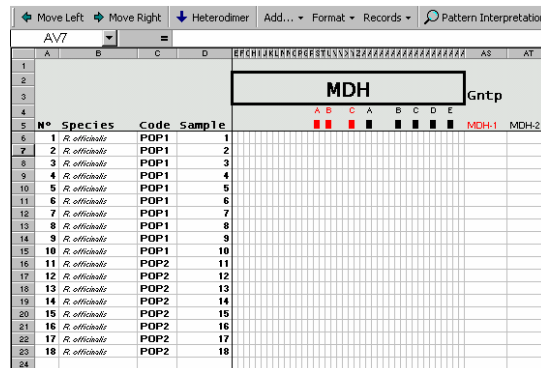 Move Left Move Right Heterodimer Add... Format Records Pattern Interpretation
AV7 =
A B C D AS AT
1
2
MDH
3 Gntp
4 A B C A B C D E
5 Nº Species Code Sample MDH-1 MDH-2
6 1 R. officinalis POP1 1
7 2 R. officinalis POP1 2
8 3 R. officinalis POP1 3
9 4 R. officinalis POP1 4
10 5 R. officinalis POP1 5
11 6 R. officinalis POP1 6
12 7 R. officinalis POP1 7
13 8 R. officinalis POP1 8
14 9 R. officinalis POP1 9
15 10 R. officinalis POP1 10
16 11 R. officinalis POP2 11
17 12 R. officinalis POP2 12
18 13 R. officinalis POP2 13
19 14 R. officinalis POP2 14
20 15 R. officinalis POP2 15
21 16 R. officinalis POP2 16
22 17 R. officinalis POP2 17
23 18 R. officinalis POP2 18
24